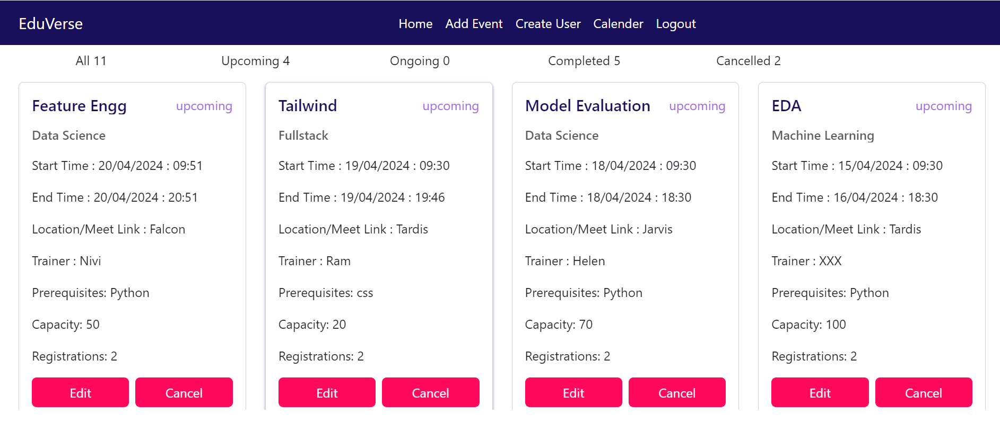 EduVerse Home Add Event Create User Calender Logout
All 11 Upcoming 4 Ongoing 0 Completed 5 Cancelled 2
Feature Engg upcoming
Data Science
Start Time : 20/04/2024 : 09:51
End Time : 20/04/2024 : 20:51
Location/Meet Link : Falcon
Trainer : Nivi
Prerequisites: Python
Capacity: 50
Registrations: 2
Edit Cancel
Tailwind upcoming
Fullstack
Start Time : 19/04/2024 : 09:30
End Time : 19/04/2024 : 19:46
Location/Meet Link : Tardis
Trainer : Ram
Prerequisites: css
Capacity: 20
Registrations: 2
Edit Cancel
Model Evaluation upcoming
Data Science
Start Time : 18/04/2024 : 09:30
End Time : 18/04/2024 : 18:30
Location/Meet Link : Jarvis
Trainer : Helen
Prerequisites: Python
Capacity: 70
Registrations: 2
Edit Cancel
EDA upcoming
Machine Learning
Start Time : 15/04/2024 : 09:30
End Time : 16/04/2024 : 18:30
Location/Meet Link : Tardis
Trainer : XXX
Prerequisites: Python
Capacity: 100
Registrations: 2
Edit Cancel